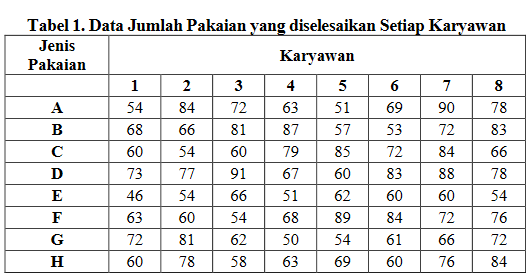 Tabel 1. Data Jumlah Pakaian yang diselesaikan Setiap Karyawan
Jenis Pakaian Karyawan
1 2 3 4 5 6 7 8
A 54 84 72 63 51 69 90 78
B 68 66 81 87 57 53 72 83
C 60 54 60 79 85 72 84 66
D 73 77 91 67 60 83 88 78
E 46 54 66 51 62 60 60 54
F 63 60 54 68 89 84 72 76
G 72 81 62 50 54 61 66 72
H 60 78 58 63 69 60 76 84